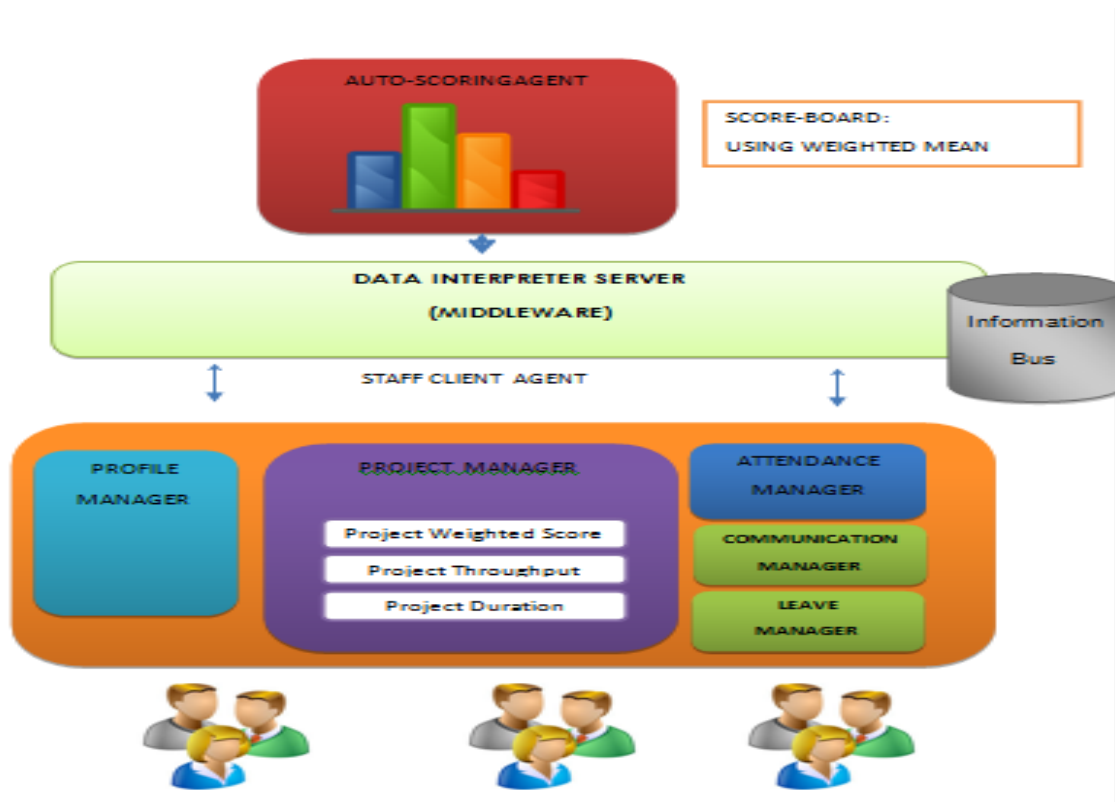 AUTO-SCORINGAGENT
SCORE-BOARD:
USING WEIGHTED MEAN
DATA INTERPRETER SERVER
(MIDDLEWARE)
Information
Bus
STAFF CLIENT AGENT
PROFILE
MANAGER
PROJECT MANAGER
Project Weighted Score
Project Throughput
Project Duration
ATTENDANCE
MANAGER
COMMUNICATION
MANAGER
LEAVE
MANAGER